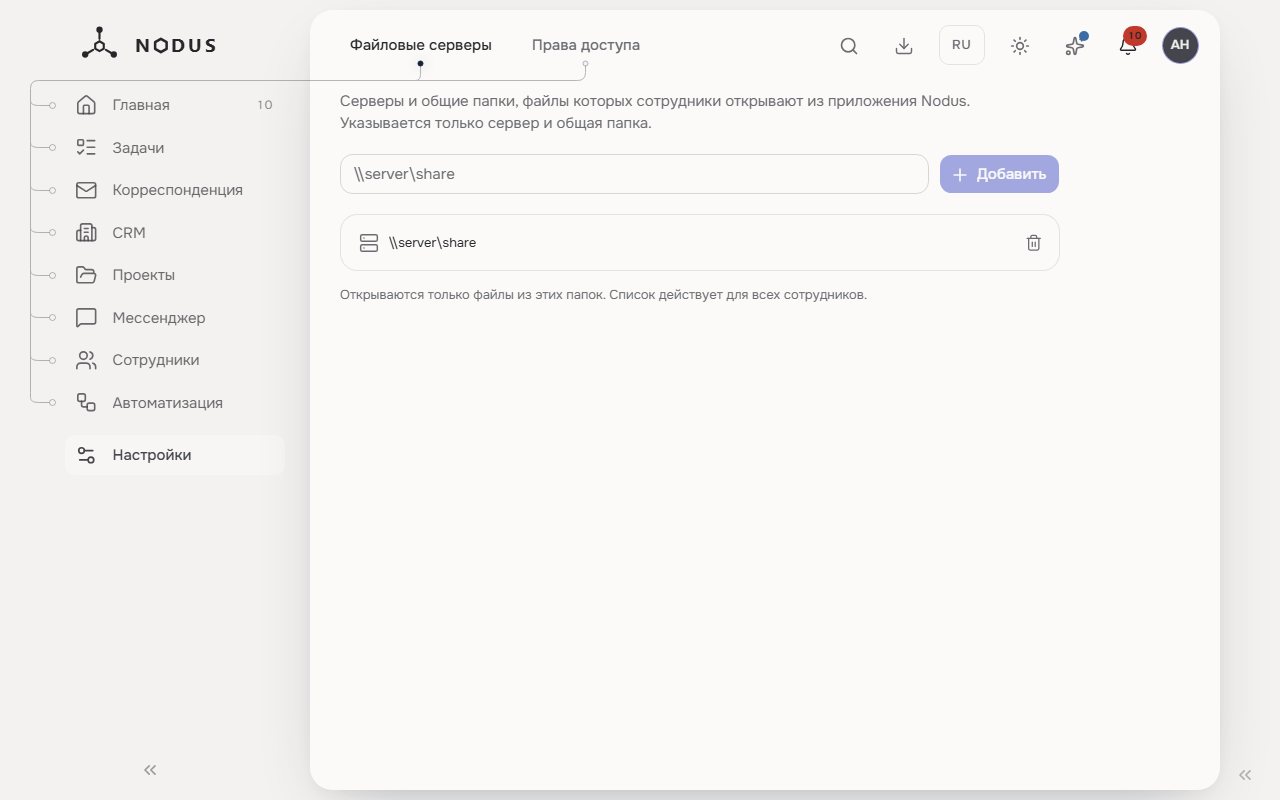 NODUS
Файловые серверы
Права доступа
RU
10
АН
Главная
10
Задачи
Корреспонденция
CRM
Проекты
Мессенджер
Сотрудники
Автоматизация
Настройки
Серверы и общие папки, файлы которых сотрудники открывают из приложения Nodus.
Указывается только сервер и общая папка.
\\server\share
Добавить
\\server\share
Открываются только файлы из этих папок. Список действует для всех сотрудников.